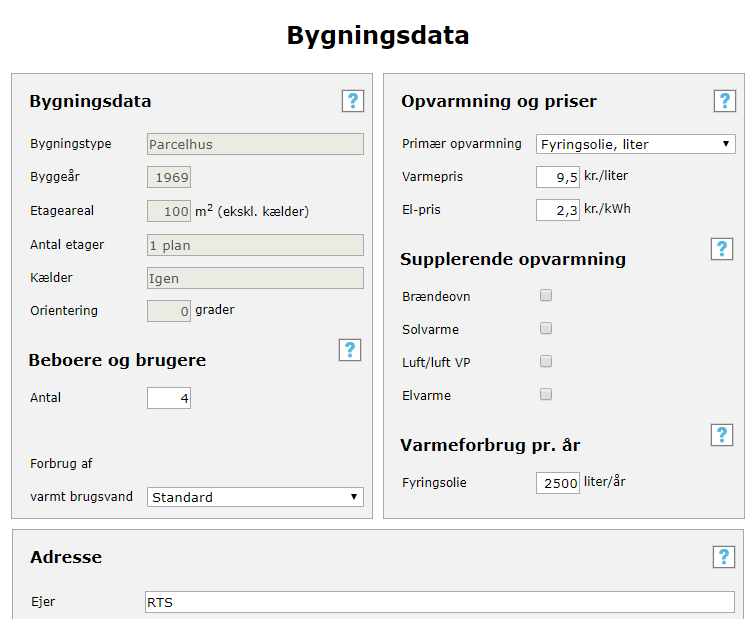 Bygningsdata
Bygningsdata ?
Bygningstype Parcelhus
Byggeår 1969
Etageareal 100 m² (ekskl. kælder)
Antal etager 1 plan
Kælder Igen
Orientering 0 grader
Beboere og brugere ?
Antal 4
Forbrug af
varmt brugsvand Standard
Opvarmning og priser ?
Primær opvarmning Fyringsolie, liter
Varmepris 9,5 kr./liter
El-pris 2,3 kr./kWh
Supplerende opvarmning ?
Brændeovn
Solvarme
Luft/luft VP
Elvarme
Varmeforbrug pr. år ?
Fyringsolie 2500 liter/år
Adresse ?
Ejer RTS